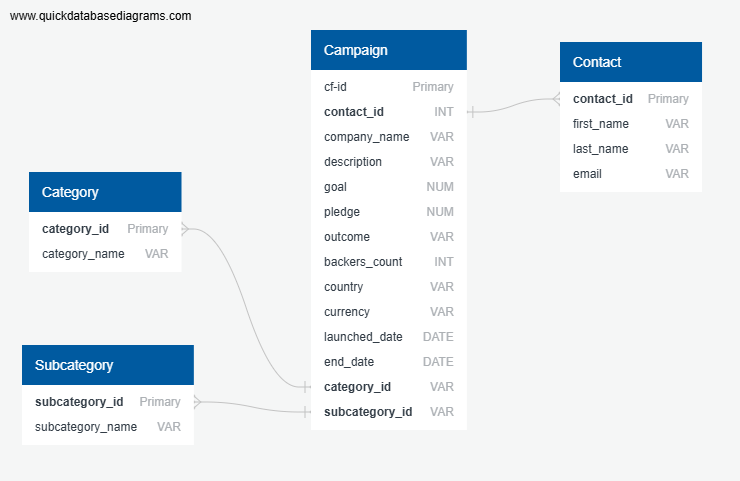 www.quickdatabasediagrams.com
Campaign
cf-id Primary
contact_id INT
company_name VAR
description VAR
goal NUM
pledge NUM
outcome VAR
backers_count INT
country VAR
currency VAR
launched_date DATE
end_date DATE
category_id VAR
subcategory_id VAR
Contact
contact_id Primary
first_name VAR
last_name VAR
email VAR
Category
category_id Primary
category_name VAR
Subcategory
subcategory_id Primary
subcategory_name VAR